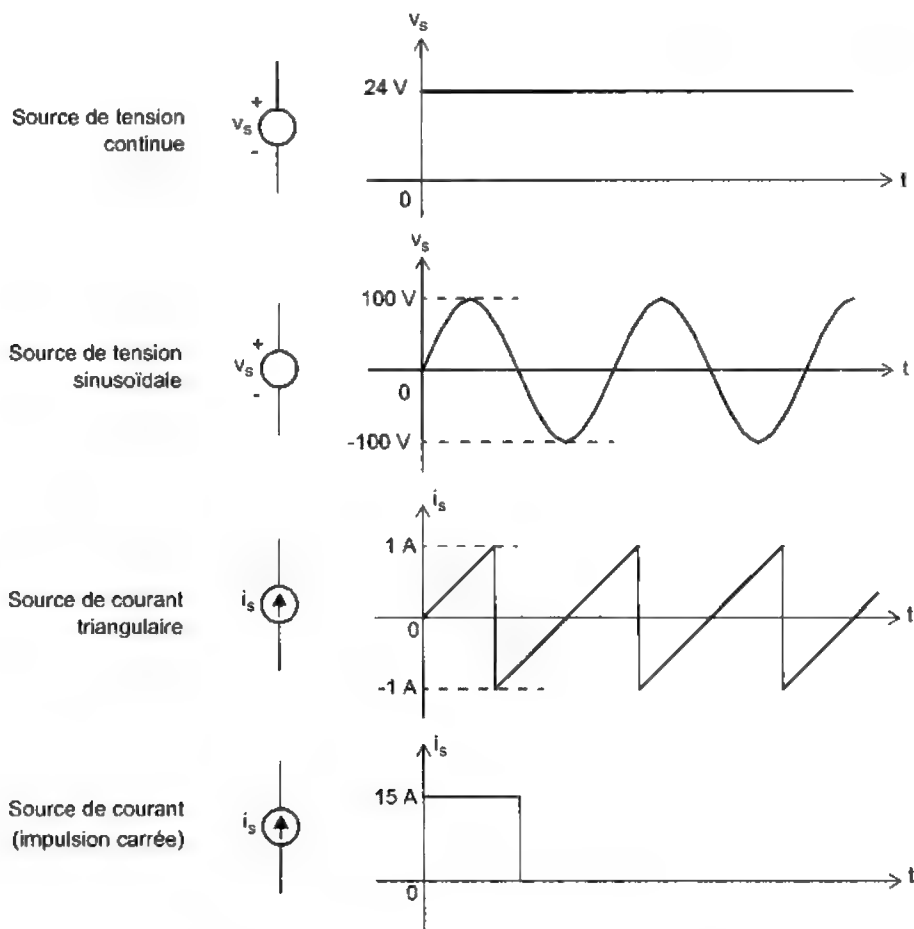 v_s
24 V
Source de tension
continue
+
v_s
-
0
t
v_s
100 V
Source de tension
sinusoïdale
+
v_s
-
0
t
-100 V
i_s
1 A
Source de courant
triangulaire
i_s
0
t
-1 A
i_s
15 A
Source de courant
(impulsion carrée)
i_s
0
t